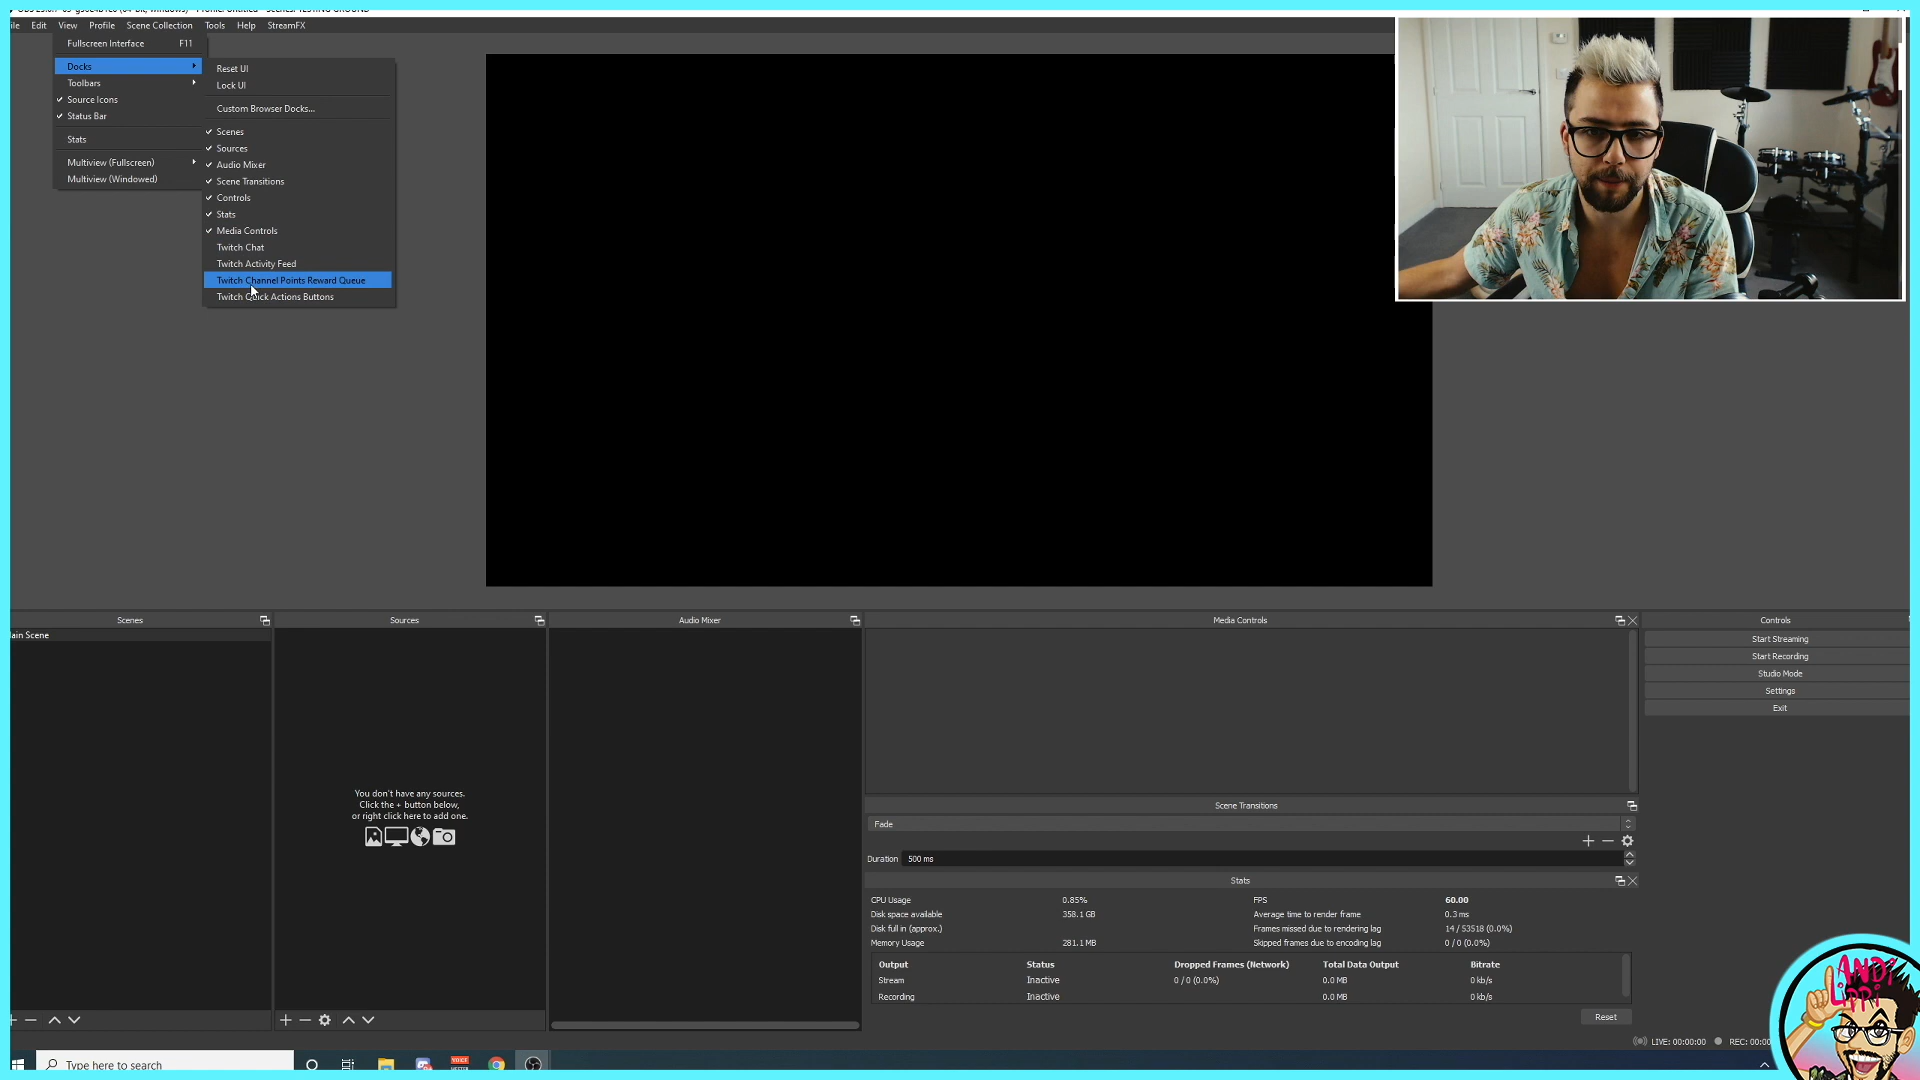 Edit View Profile Scene Collection Tools Help StreamFX
Fullscreen Interface F11
Docks
Toolbars
Source Icons
Status Bar
Stats
Multiview (Fullscreen)
Multiview (Windowed)
Reset UI
Lock UI
Custom Browser Docks...
Scenes
Sources
Audio Mixer
Scene Transitions
Controls
Stats
Media Controls
Twitch Chat
Twitch Activity Feed
Twitch Channel Points Reward Queue
Twitch Quick Actions Buttons
Scenes
ain Scene
Sources
You don't have any sources.
Click the + button below,
or right click here to add one.
Audio Mixer
Media Controls
Scene Transitions
Fade
Duration 500 ms
Stats
CPU Usage 0.85% FPS 60.00
Disk space available 358.1 GB Average time to render frame 0.3 ms
Disk full in (approx.) Frames missed due to rendering lag 14 / 53518 (0.0%)
Memory Usage 281.1 MB Skipped frames due to encoding lag 0 / 0 (0.0%)
Output Status Dropped Frames (Network) Total Data Output Bitrate
Stream Inactive 0 / 0 (0.0%) 0.0 MB 0 kb/s
Recording Inactive 0.0 MB 0 kb/s
Reset
Controls
Start Streaming
Start Recording
Studio Mode
Settings
Exit
LIVE: 00:00:00 REC: 00:00
Type here to search
VOICE
ANDi
LiPPi